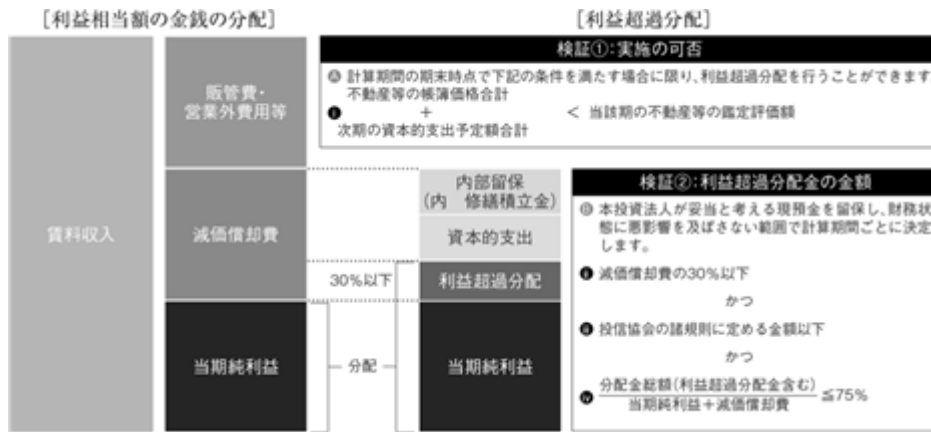 ［利益相当額の金銭の分配］
［利益超過分配］
賃料収入
販管費・
営業外費用等
減価償却費
当期純利益
30％以下
分配
内部留保
（内　修繕積立金）
資本的支出
利益超過分配
当期純利益
検証①：実施の可否
計算期間の期末時点で下記の条件を満たす場合に限り、利益超過分配を行うことができます
不動産等の帳簿価格合計
＋
＜ 当該期の不動産等の鑑定評価額
次期の資本的支出予定額合計
検証②：利益超過分配金の金額
本投資法人が妥当と考える現預金を留保し、財務状
態に悪影響を及ぼさない範囲で計算期間ごとに決定
します。
減価償却費の30％以下
かつ
投信協会の諸規則に定める金額以下
かつ
分配金総額（利益超過分配金含む）
当期純利益＋減価償却費
≦75％